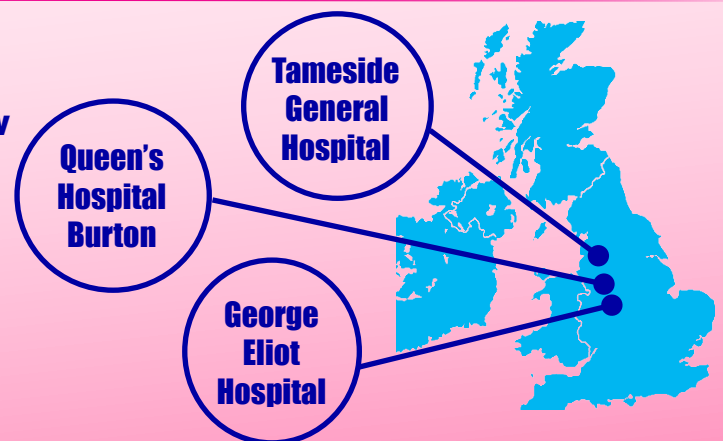 Tameside
General
Hospital
Queen's
Hospital
Burton
George
Eliot
Hospital